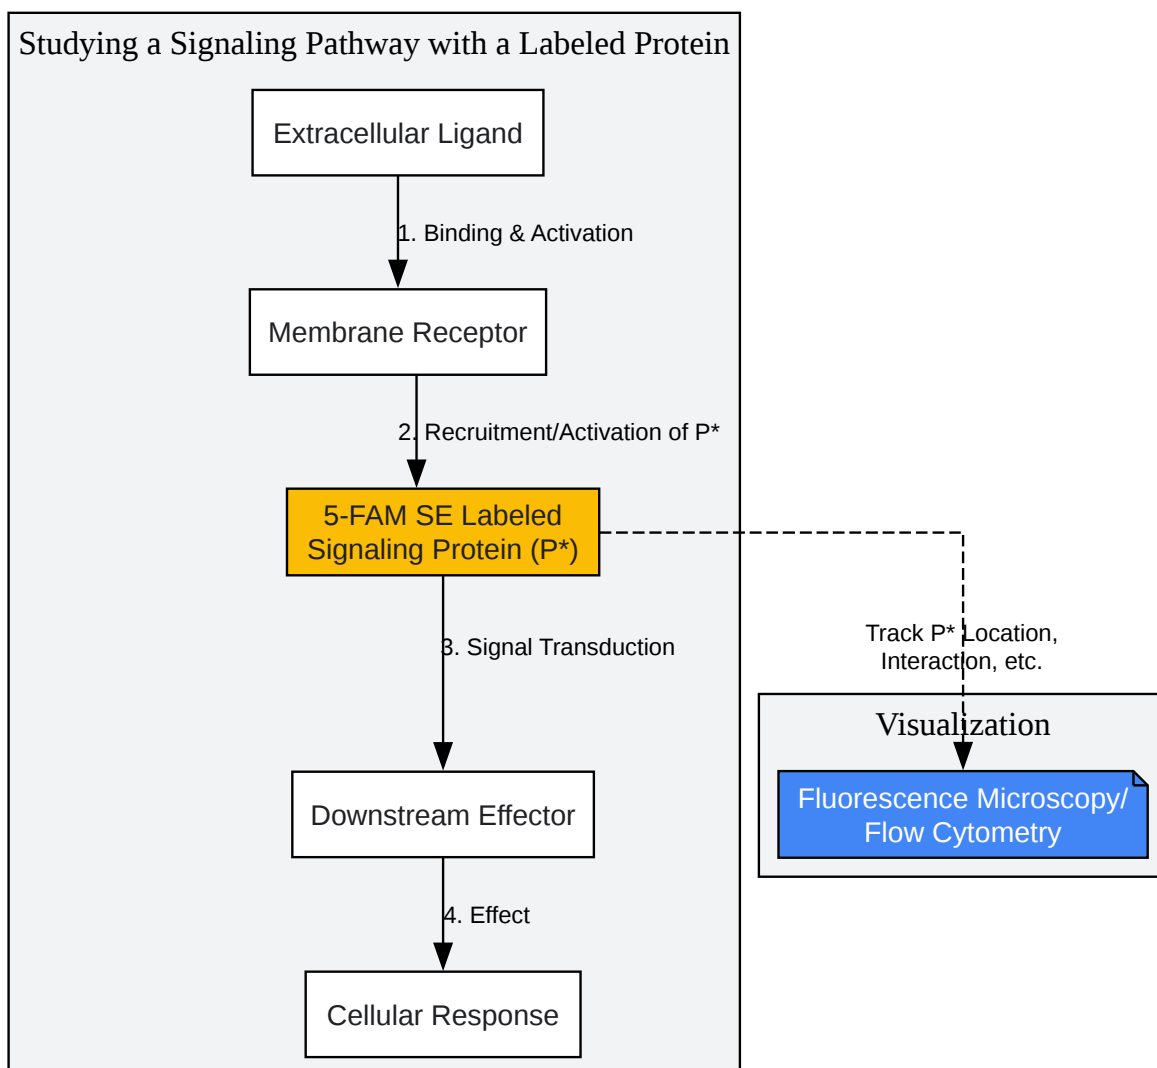 Studying a Signaling Pathway with a Labeled Protein
Extracellular Ligand
1. Binding & Activation
Membrane Receptor
2. Recruitment/Activation of P*
5-FAM SE Labeled
Signaling Protein (P*)
3. Signal Transduction
Track P* Location,
Interaction, etc.
Visualization
Fluorescence Microscopy/
Flow Cytometry
Downstream Effector
4. Effect
Cellular Response